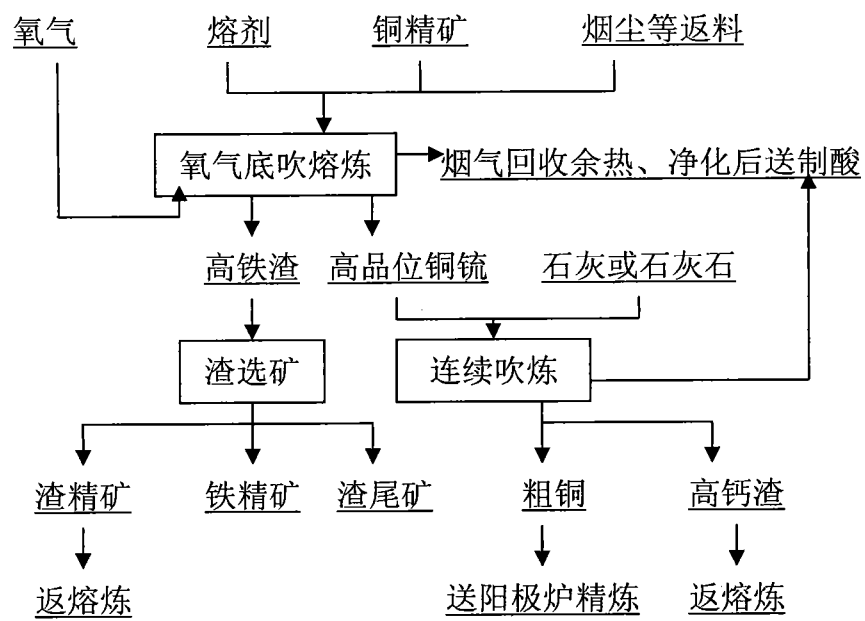 氧气
熔剂
铜精矿
烟尘等返料
氧气底吹熔炼
烟气回收余热、净化后送制酸
高铁渣
高品位铜锍
石灰或石灰石
渣选矿
连续吹炼
渣精矿
铁精矿
渣尾矿
粗铜
高钙渣
返熔炼
送阳极炉精炼
返熔炼